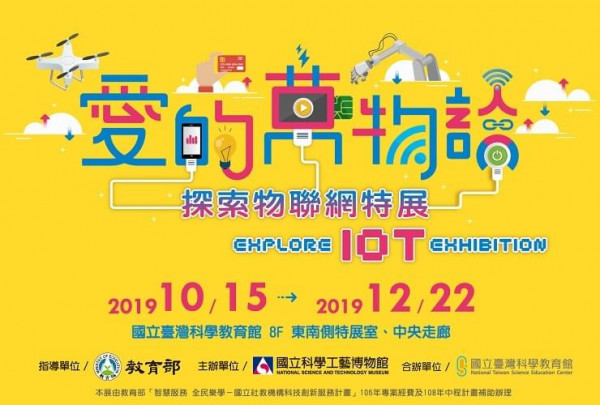 愛的萬物論
探索物聯網特展
EXPLORE IOT EXHIBITION
2019 10/15 → 2019 12/22
國立臺灣科學教育館 8F 東南側特展室、中央走廊
指導單位/ 教育部 主辦單位/ 國立科學工藝博物館 NATIONAL SCIENCE AND TECHNOLOGY MUSEUM 合辦單位/ 國立臺灣科學教育館 National Taiwan Science Education Center
本展由教育部「智慧服務 全民樂學－國立社教機構科技創新服務計畫」106年專案經費及108年中程計畫補助辦理